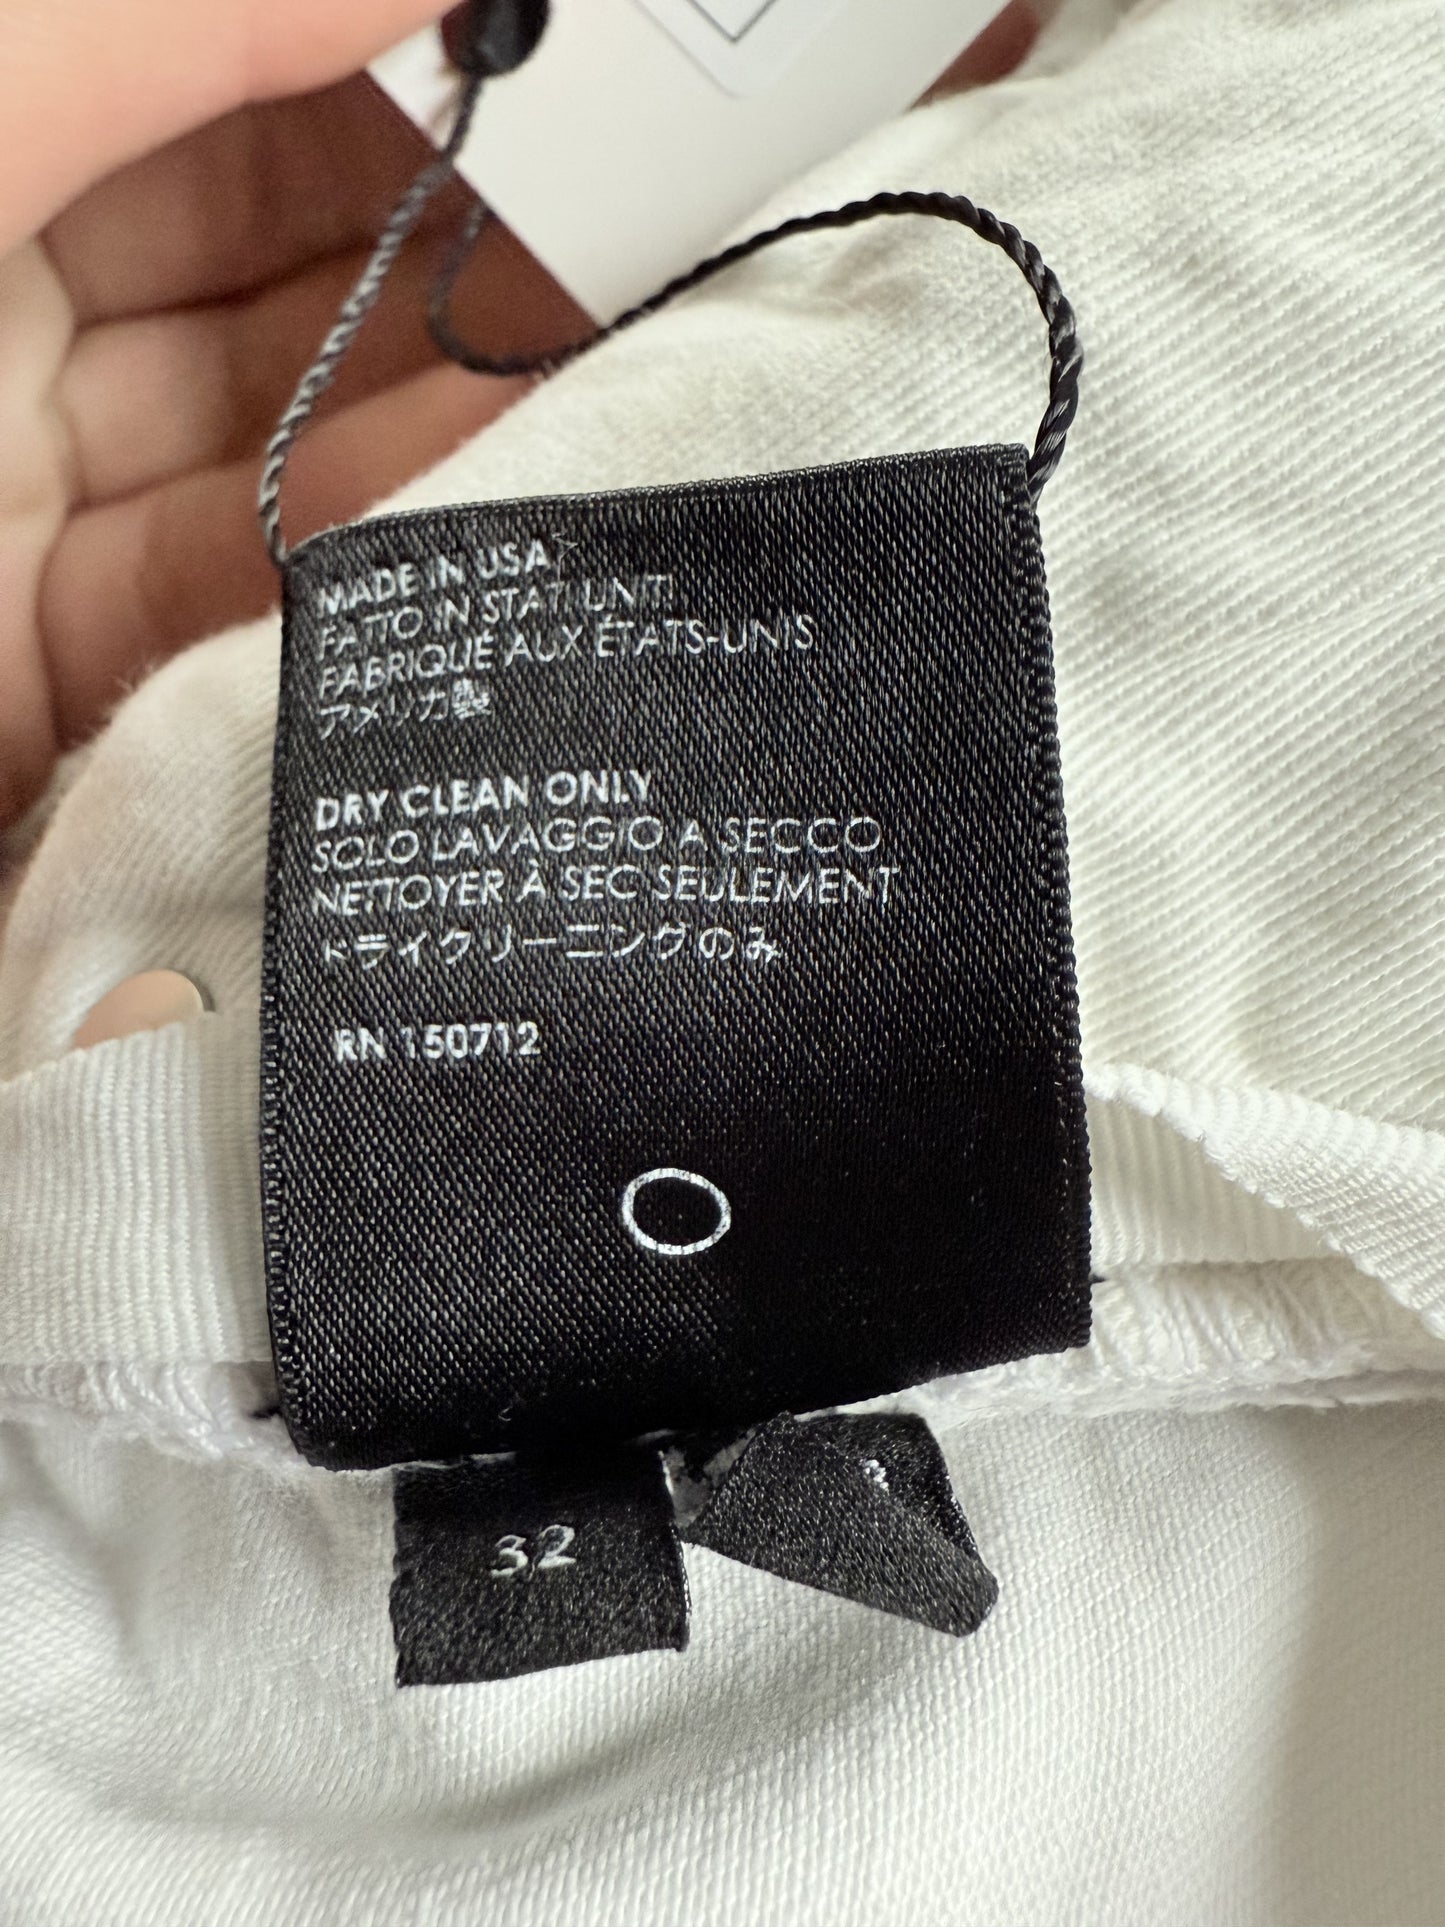 MADE IN USA
FATTO IN STATI UNITI
FABRIQUÉ AUX ÉTATS-UNIS
アメリカ製
DRY CLEAN ONLY
SOLO LAVAGGIO A SECCO
NETTOYER À SEC SEULEMENT
ドライクリーニングのみ
RN 150712
32